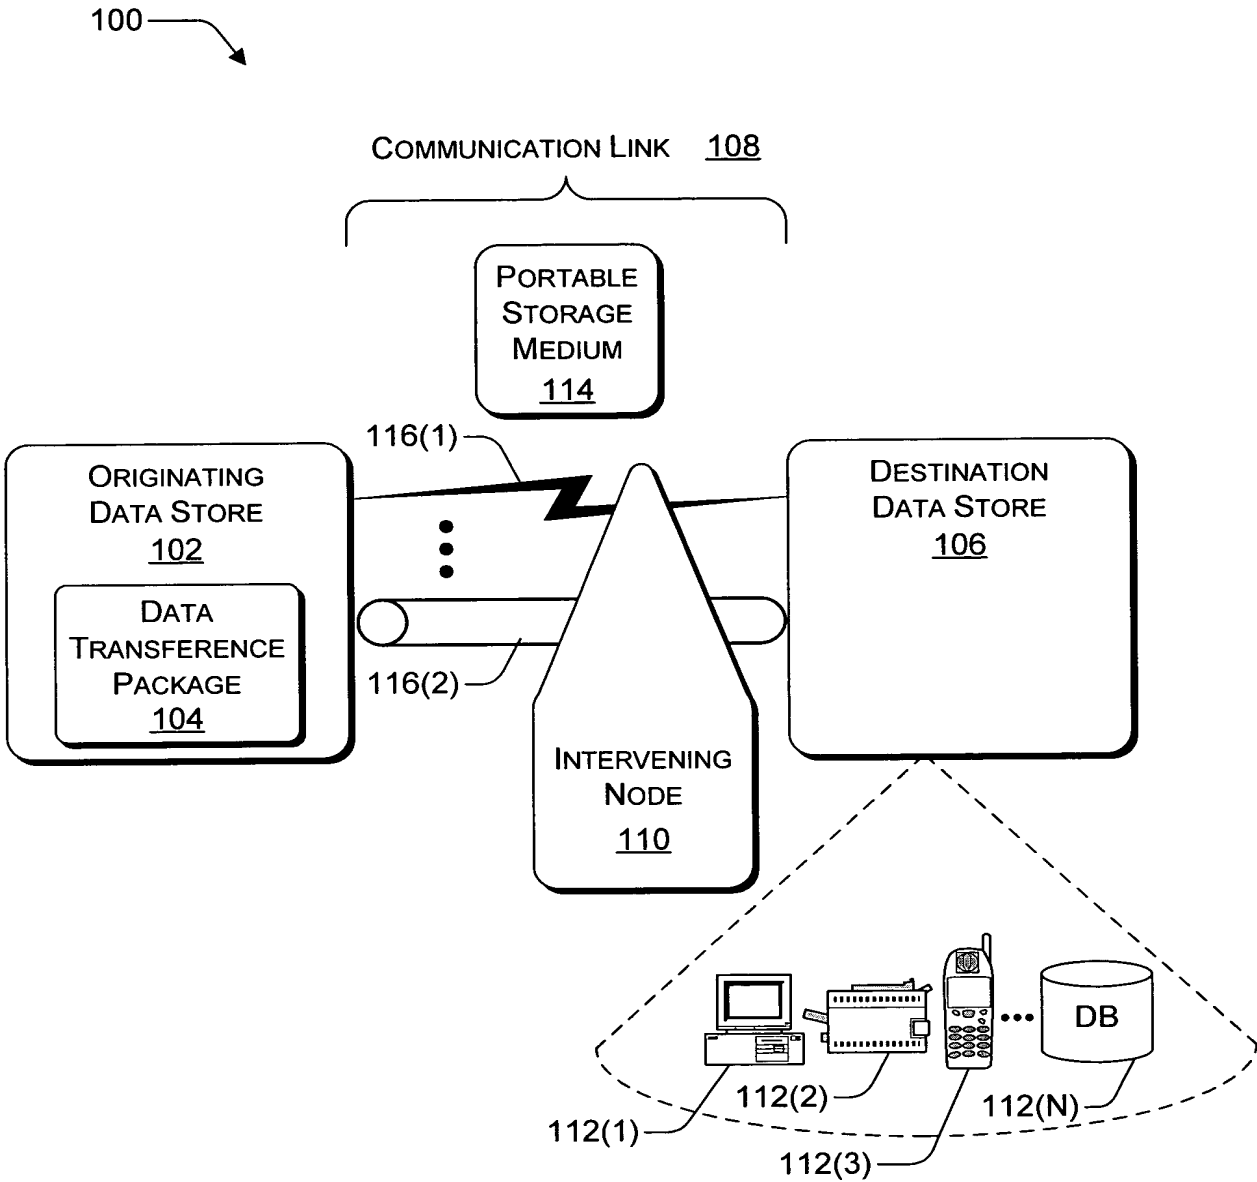 100
COMMUNICATION LINK 108
PORTABLE
STORAGE
MEDIUM
114
116(1)
ORIGINATING
DATA STORE
102
DATA
TRANSFERENCE
PACKAGE
104
116(2)
DESTINATION
DATA STORE
106
INTERVENING
NODE
110
DB
112(1)
112(2)
112(3)
112(N)